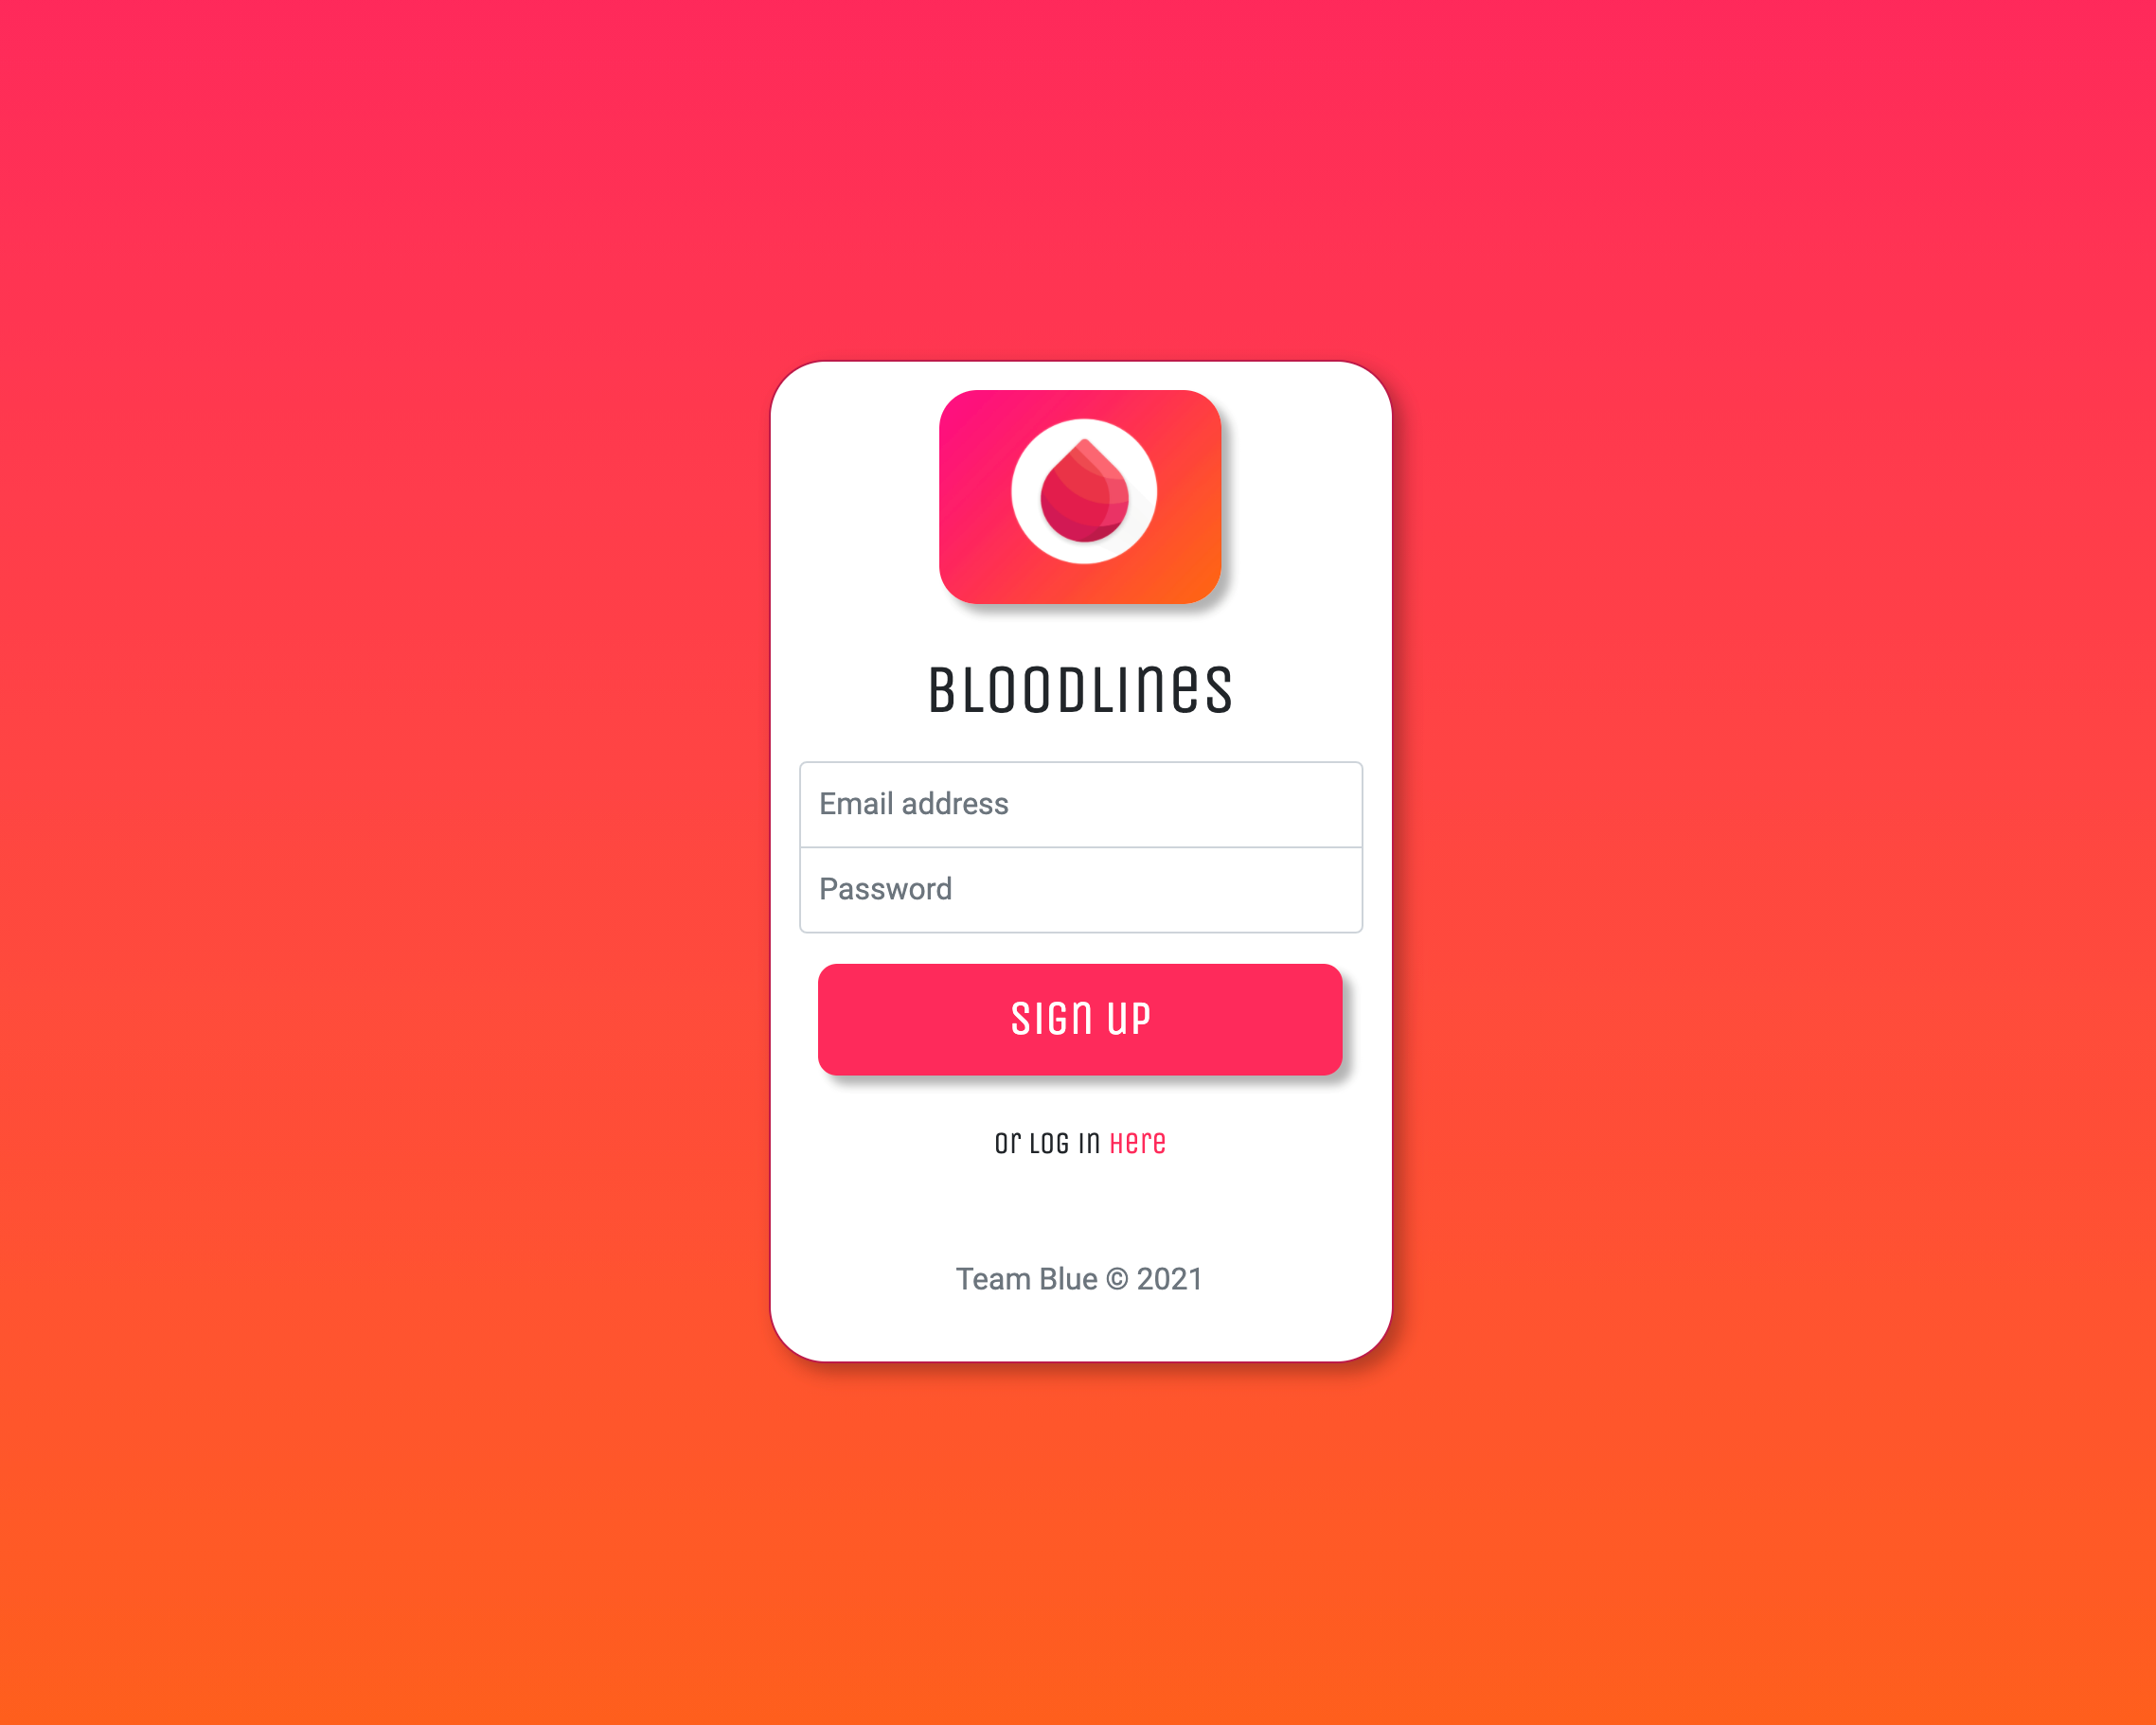 BLOODLINES
Email address
Password
SIGN UP
Or LOG IN Here
Team Blue © 2021